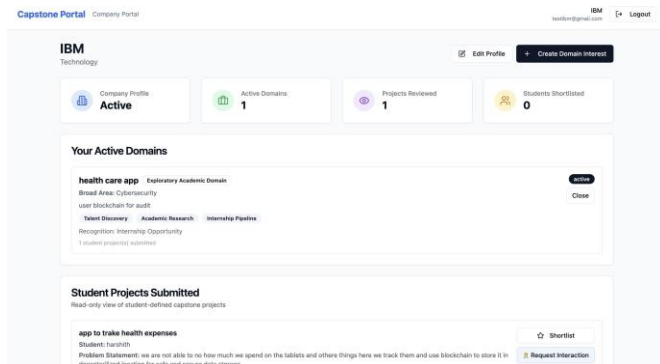 Capstone Portal Company Portal
IBM
testibm@gmail.com
Logout
IBM
Technology
Edit Profile
+ Create Domain Interest
Company Profile
Active
Active Domains
1
Projects Reviewed
1
Students Shortlisted
0
Your Active Domains
health care app Exploratory Academic Domain
active
Broad Area: Cybersecurity
Close
user blockchain for audit
Talent Discovery Academic Research Internship Pipeline
Recognition: Internship Opportunity
1 student project(s) submitted
Student Projects Submitted
Read-only view of student-defined capstone projects
app to trake health expenses
Shortlist
Student: harshith
Problem Statement: we are not able to no how much we spend on the tablets and others things here we track them and use blockchain to store it in
Request Interaction